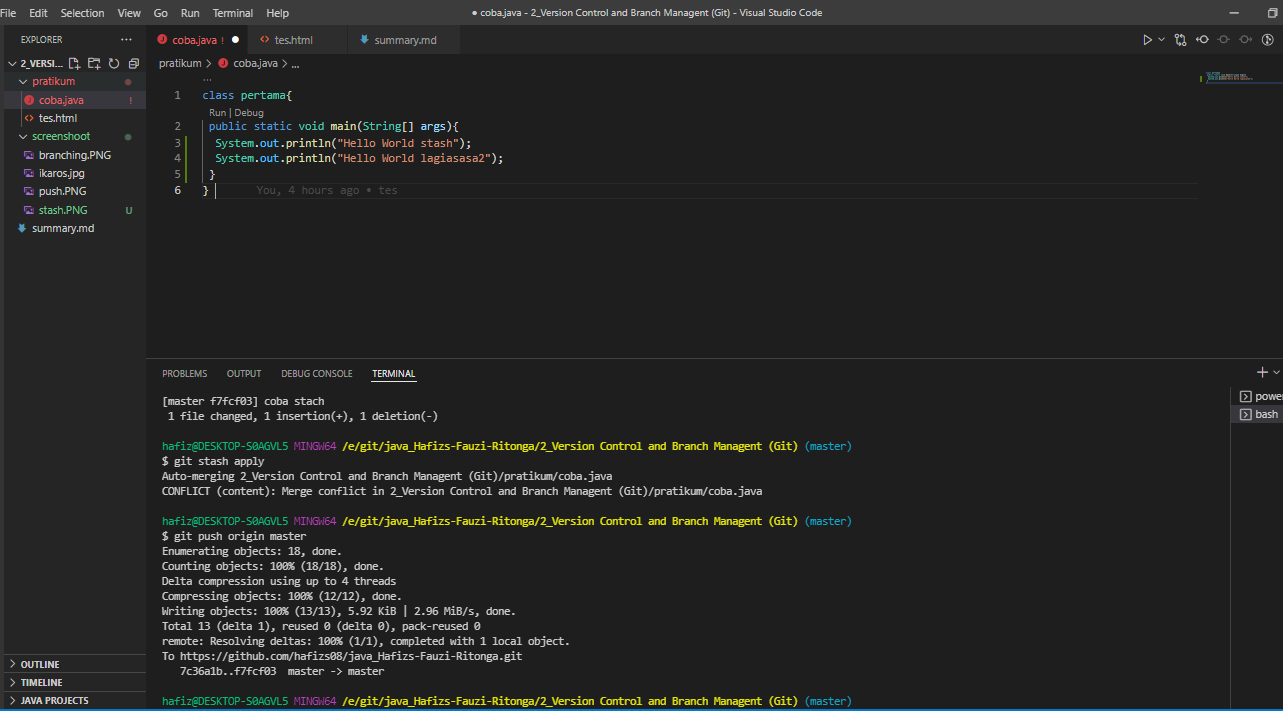 File Edit Selection View Go Run Terminal Help
● coba.java - 2_Version Control and Branch Managent (Git) - Visual Studio Code
EXPLORER ...
2_VERSI...
pratikum
coba.java !
tes.html
screenshoot
branching.PNG
ikaros.jpg
push.PNG
stash.PNG U
summary.md
OUTLINE
TIMELINE
JAVA PROJECTS
coba.java ! ● tes.html summary.md
pratikum > coba.java > ...
...
1 class pertama{
Run | Debug
2 public static void main(String[] args){
3 System.out.println("Hello World stash");
4 System.out.println("Hello World lagiasasa2");
5 }
6 } You, 4 hours ago • tes
PROBLEMS OUTPUT DEBUG CONSOLE TERMINAL
[master f7fcf03] coba stach
1 file changed, 1 insertion(+), 1 deletion(-)
hafiz@DESKTOP-S0AGVL5 MINGW64 /e/git/java_Hafizs-Fauzi-Ritonga/2_Version Control and Branch Managent (Git) (master)
$ git stash apply
Auto-merging 2_Version Control and Branch Managent (Git)/pratikum/coba.java
CONFLICT (content): Merge conflict in 2_Version Control and Branch Managent (Git)/pratikum/coba.java
hafiz@DESKTOP-S0AGVL5 MINGW64 /e/git/java_Hafizs-Fauzi-Ritonga/2_Version Control and Branch Managent (Git) (master)
$ git push origin master
Enumerating objects: 18, done.
Counting objects: 100% (18/18), done.
Delta compression using up to 4 threads
Compressing objects: 100% (12/12), done.
Writing objects: 100% (13/13), 5.92 KiB | 2.96 MiB/s, done.
Total 13 (delta 1), reused 0 (delta 0), pack-reused 0
remote: Resolving deltas: 100% (1/1), completed with 1 local object.
To https://github.com/hafizs08/java_Hafizs-Fauzi-Ritonga.git
7c36a1b..f7fcf03 master -> master
hafiz@DESKTOP-S0AGVL5 MINGW64 /e/git/java_Hafizs-Fauzi-Ritonga/2_Version Control and Branch Managent (Git) (master)
powe
bash